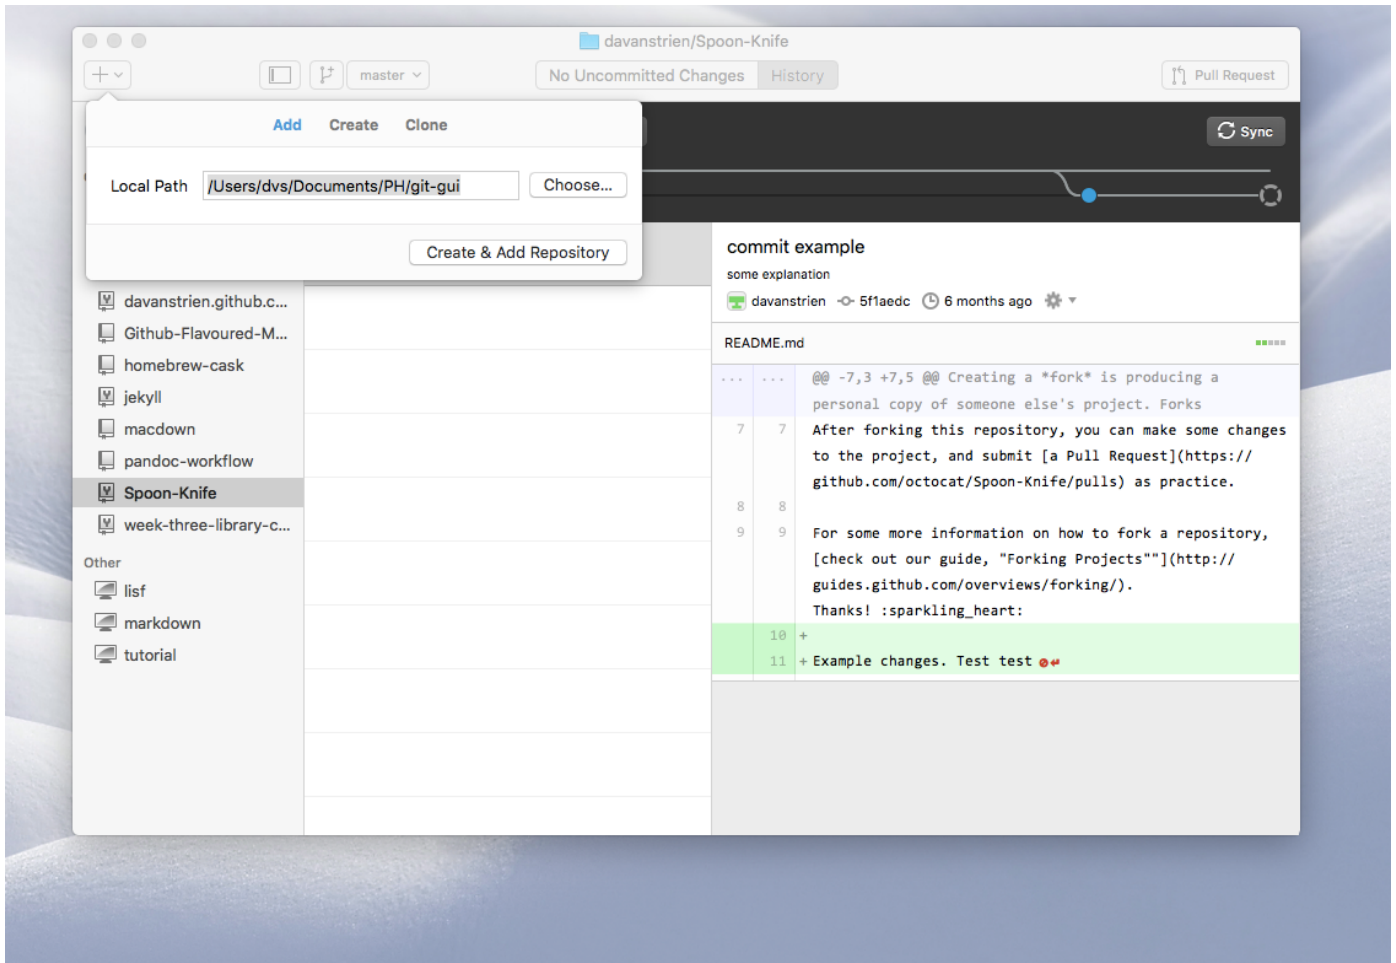 davanstrien/Spoon-Knife
master
No Uncommitted Changes
History
Pull Request
Add
Create
Clone
Sync
Local Path
/Users/dvs/Documents/PH/git-gui
Choose...
Create & Add Repository
davanstrien.github.c...
Github-Flavoured-M...
homebrew-cask
jekyll
macdown
pandoc-workflow
Spoon-Knife
week-three-library-c...
Other
lisf
markdown
tutorial
commit example
some explanation
davanstrien 5f1aedc 6 months ago
README.md
... ... @@ -7,3 +7,5 @@ Creating a *fork* is producing a
personal copy of someone else's project. Forks
7 7 After forking this repository, you can make some changes
to the project, and submit [a Pull Request](https://
github.com/octocat/Spoon-Knife/pulls) as practice.
8 8
9 9 For some more information on how to fork a repository,
[check out our guide, "Forking Projects""](http://
guides.github.com/overviews/forking/).
Thanks! :sparkling_heart:
10 +
11 + Example changes. Test test